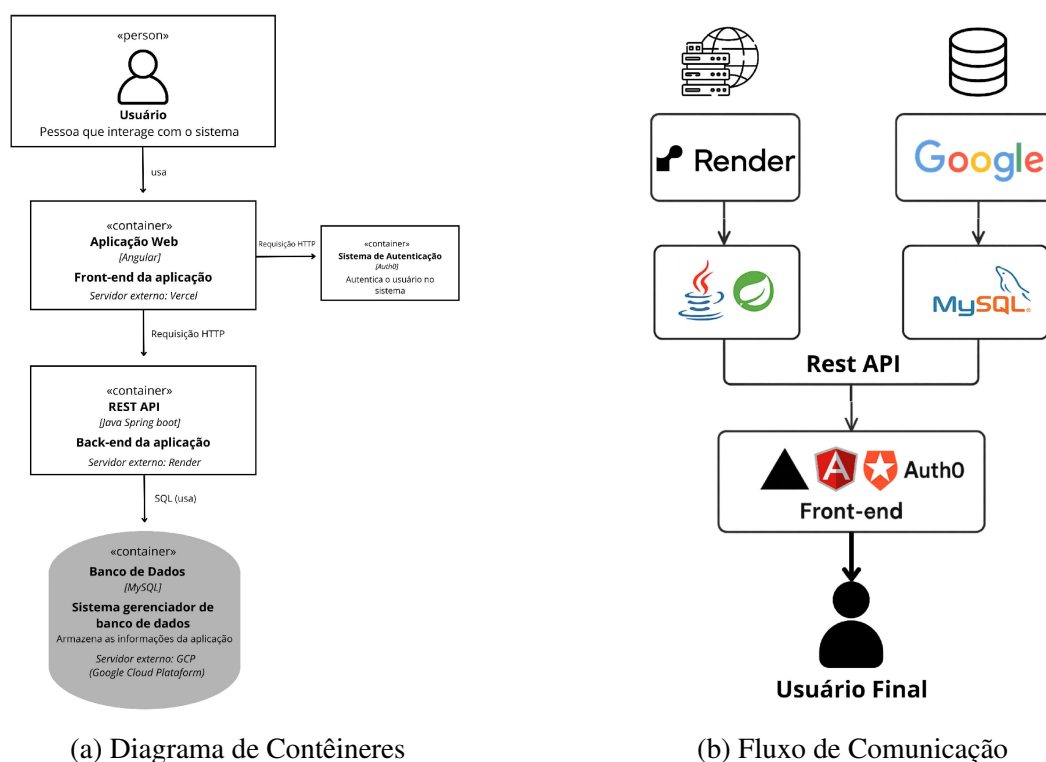 «person»
Usuário
Pessoa que interage com o sistema
usa
«container»
Aplicação Web
[Angular]
Front-end da aplicação
Servidor externo: Vercel
Requisição HTTP
«container»
Sistema de Autenticação
[Auth0]
Autentica o usuário no
sistema
Requisição HTTP
«container»
REST API
[Java Spring boot]
Back-end da aplicação
Servidor externo: Render
SQL (usa)
«container»
Banco de Dados
[MySQL]
Sistema gerenciador de
banco de dados
Armazena as informações da aplicação
Servidor externo: GCP
(Google Cloud Plataform)
(a) Diagrama de Contêineres
Render
Google
Java
MySQL
Rest API
Auth0
Front-end
Usuário Final
(b) Fluxo de Comunicação